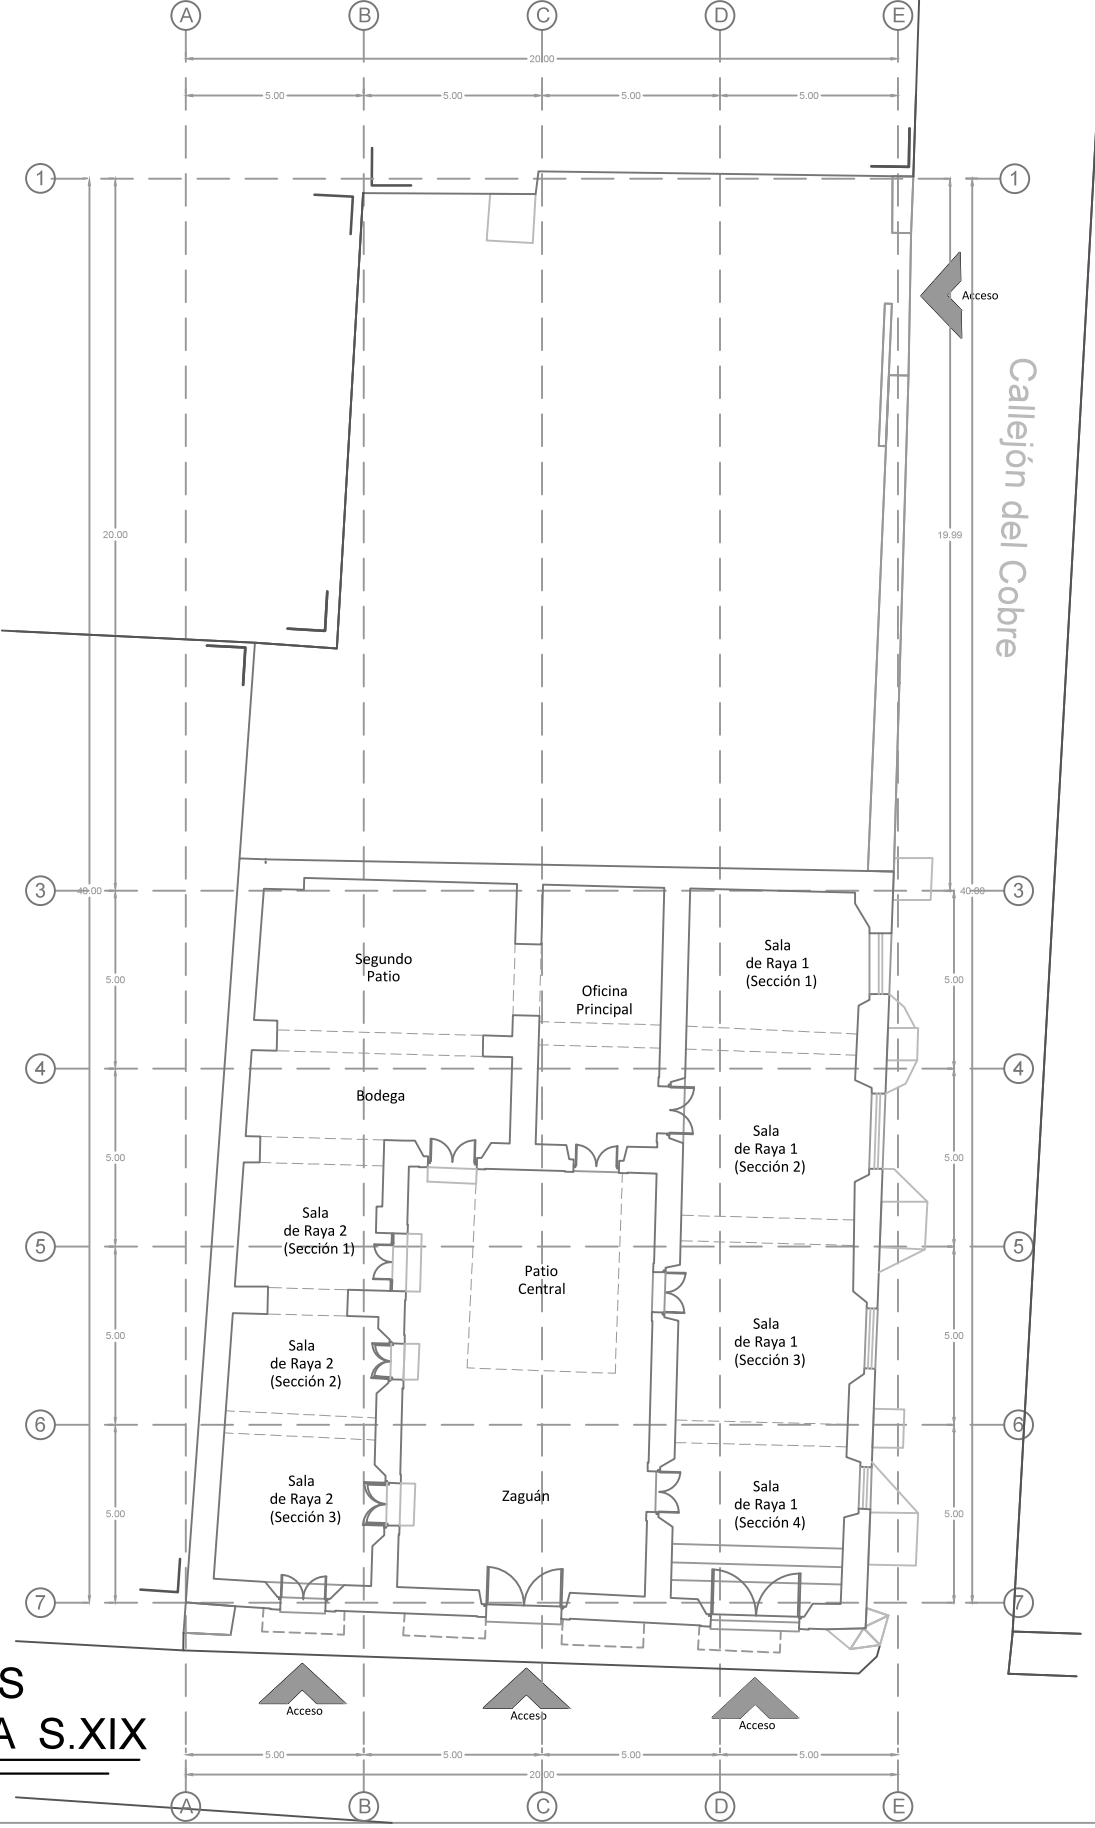 A B C D E
20.00
5.00 5.00 5.00 5.00
1 1
Acceso
Callejón del Cobre
20.00 19.99
3 40.00 40.00 3
Segundo
Patio
Sala
de Raya 1
(Sección 1)
Oficina
Principal
5.00 5.00
4 4
Bodega
Sala
de Raya 1
(Sección 2)
5.00 5.00
Sala
de Raya 2
(Sección 1)
5 5
Patio
Central
Sala
de Raya 1
(Sección 3)
5.00 5.00
Sala
de Raya 2
(Sección 2)
6 6
Sala
de Raya 2
(Sección 3)
Zaguán
Sala
de Raya 1
(Sección 4)
5.00 5.00
7 7
S
A S.XIX
Acceso Acceso Acceso
5.00 5.00 5.00 5.00
20.00
A B C D E